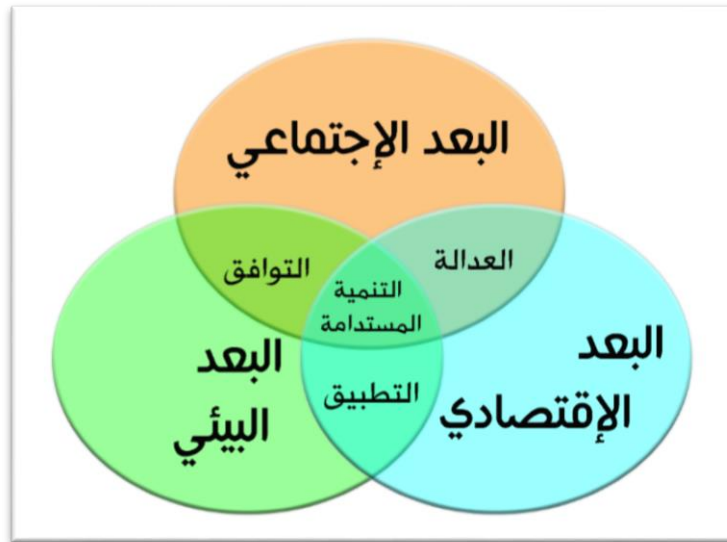 البعد الإجتماعي
العدالة
التوافق
التنمية
المستدامة
البعد
الإقتصادي
البعد
البيئي
التطبيق